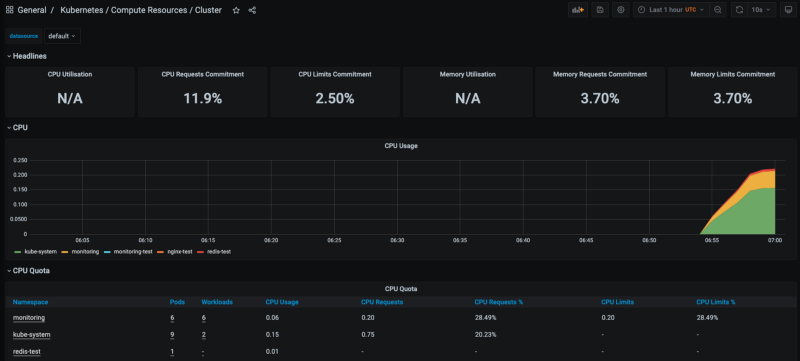 General / Kubernetes / Compute Resources / Cluster Last 1 hour UTC 10s
datasource default
Headlines
CPU Utilisation CPU Requests Commitment CPU Limits Commitment Memory Utilisation Memory Requests Commitment Memory Limits Commitment
N/A 11.9% 2.50% N/A 3.70% 3.70%
CPU
CPU Usage
0.250
0.200
0.150
0.100
0.0500
0
06:05 06:10 06:15 06:20 06:25 06:30 06:35 06:40 06:45 06:50 06:55 07:00
kube-system monitoring monitoring-test nginx-test redis-test
CPU Quota
CPU Quota
Namespace Pods Workloads CPU Usage CPU Requests CPU Requests % CPU Limits CPU Limits %
monitoring 6 6 0.06 0.20 28.49% 0.20 28.49%
kube-system 9 2 0.15 0.75 20.23% - -
redis-test 1 - 0.01 - - - -